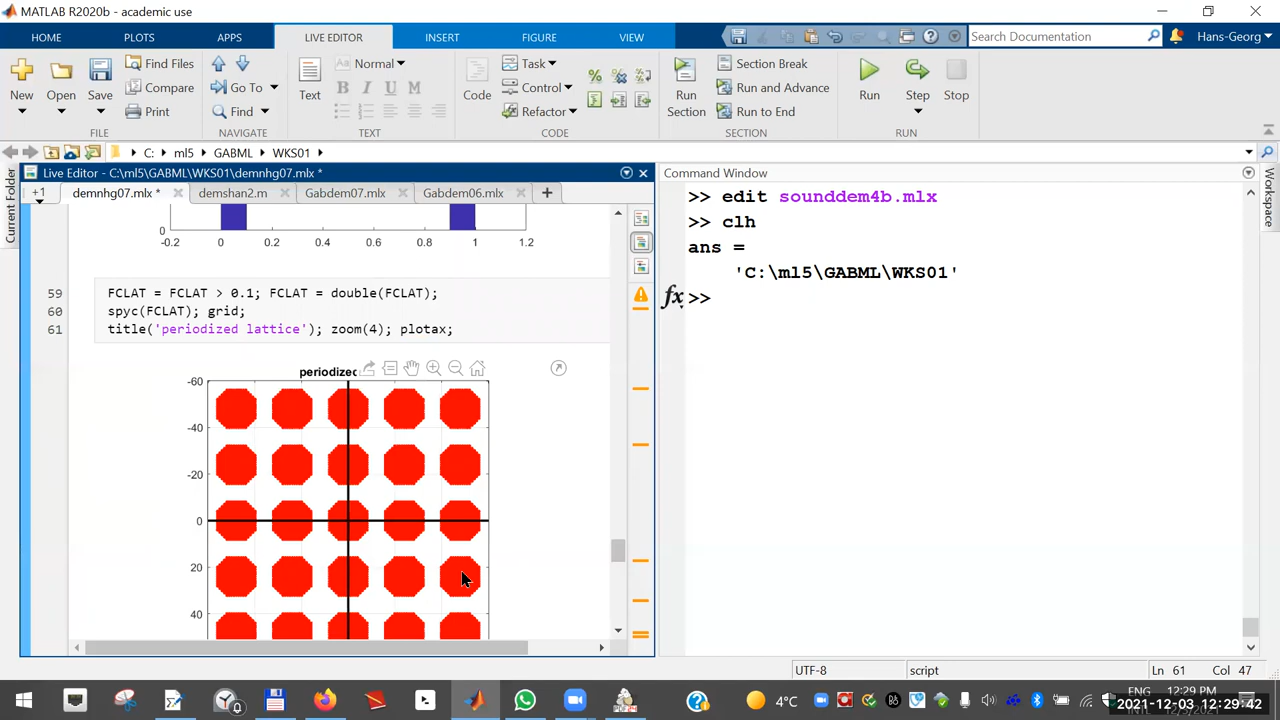 MATLAB R2020b - academic use
HOME PLOTS APPS LIVE EDITOR INSERT FIGURE VIEW Search Documentation Hans-Georg
New Open Save Find Files Compare Print
Go To Find
Text Normal B I U M
Code Task Control Refactor
Run Section Section Break Run and Advance Run to End
Run Step Stop
FILE NAVIGATE TEXT CODE SECTION RUN
C: ml5 GABML WKS01
Live Editor - C:\ml5\GABML\WKS01\demnhg07.mlx *
Command Window
+1 demnhg07.mlx * demshan2.m Gabdem07.mlx Gabdem06.mlx
Current Folder
Workspace
>> edit sounddem4b.mlx
>> clh
ans =
'C:\ml5\GABML\WKS01'
fx >>
0
-0.2 0 0.2 0.4 0.6 0.8 1 1.2
59 FCLAT = FCLAT > 0.1; FCLAT = double(FCLAT);
60 spyc(FCLAT); grid;
61 title('periodized lattice'); zoom(4); plotax;
periodized
-60
-40
-20
0
20
40
UTF-8 script Ln 61 Col 47
4°C
ENG 12:29 PM
2021-12-03 12:29:42